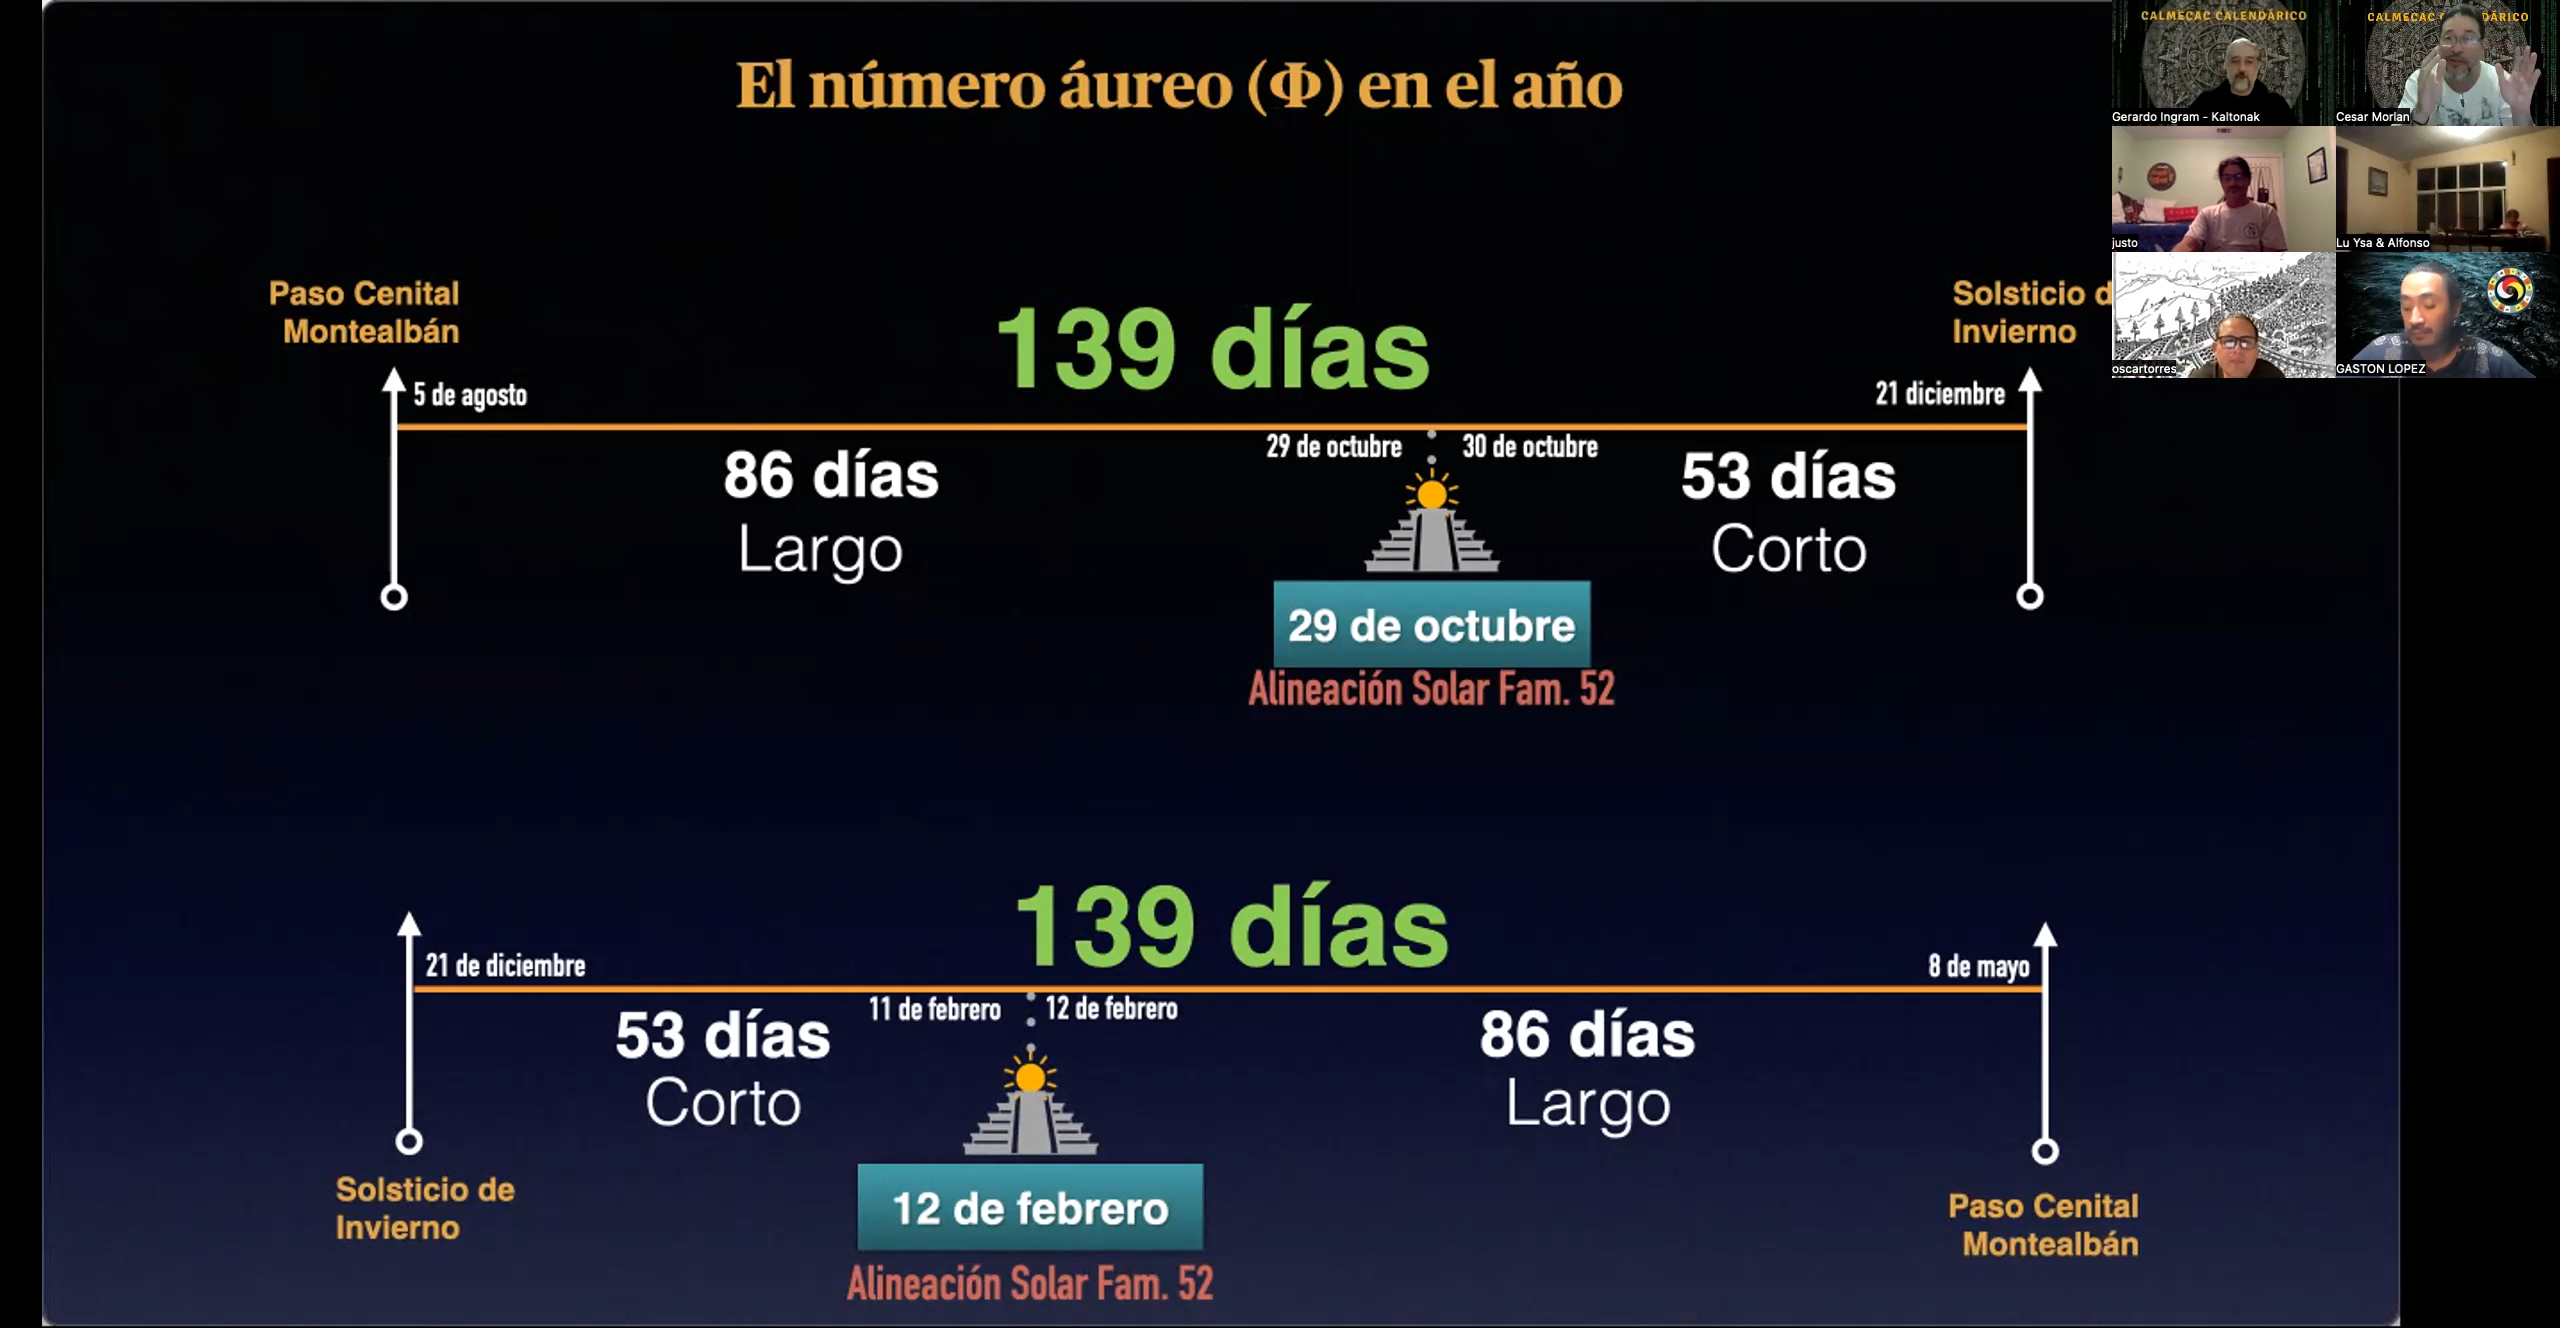 El número áureo (Φ) en el año
CALMECAC CALENDÁRICO
Gerardo Ingram - Kaltonak
Cesar Morlan
justo
Lu Ysa & Alfonso
oscartorres
GASTON LOPEZ
Paso Cenital
Montealbán
5 de agosto
139 días
Solsticio d
Invierno
21 diciembre
86 días
Largo
29 de octubre
30 de octubre
53 días
Corto
29 de octubre
Alineación Solar Fam. 52
139 días
21 de diciembre
8 de mayo
53 días
Corto
11 de febrero
12 de febrero
86 días
Largo
12 de febrero
Alineación Solar Fam. 52
Solsticio de
Invierno
Paso Cenital
Montealbán